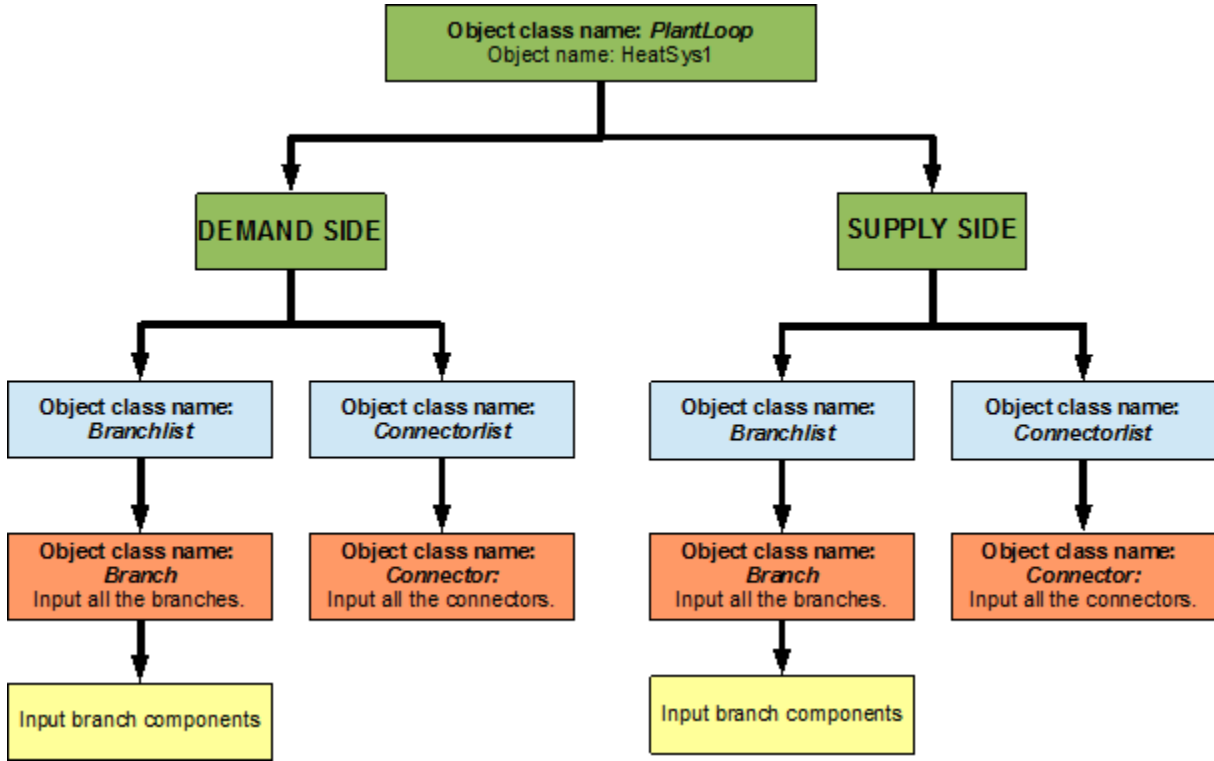 Object class name: PlantLoop
Object name: HeatSys1
DEMAND SIDE
SUPPLY SIDE
Object class name:
Branchlist
Object class name:
Connectorlist
Object class name:
Branchlist
Object class name:
Connectorlist
Object class name:
Branch
Input all the branches.
Object class name:
Connector:
Input all the connectors.
Object class name:
Branch
Input all the branches.
Object class name:
Connector:
Input all the connectors.
Input branch components
Input branch components